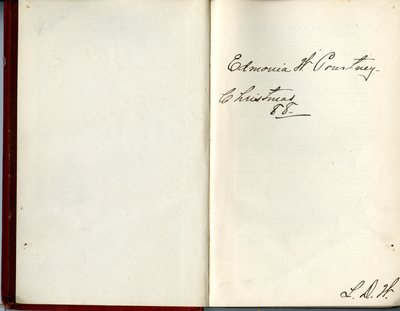 Edmonia W. Courtney.
Christmas
88.
L. D. W.